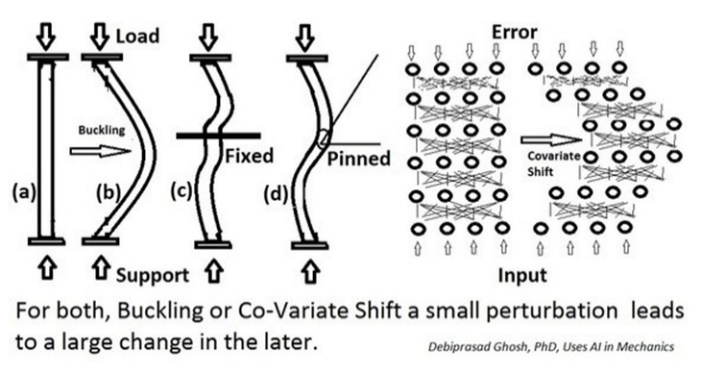 Load
Error
Buckling
Fixed
Pinned
Covariate
Shift
(a)
(b)
(c)
(d)
Support
Input
For both, Buckling or Co-Variate Shift a small perturbation leads
to a large change in the later.
Debiprasad Ghosh, PhD, Uses AI in Mechanics